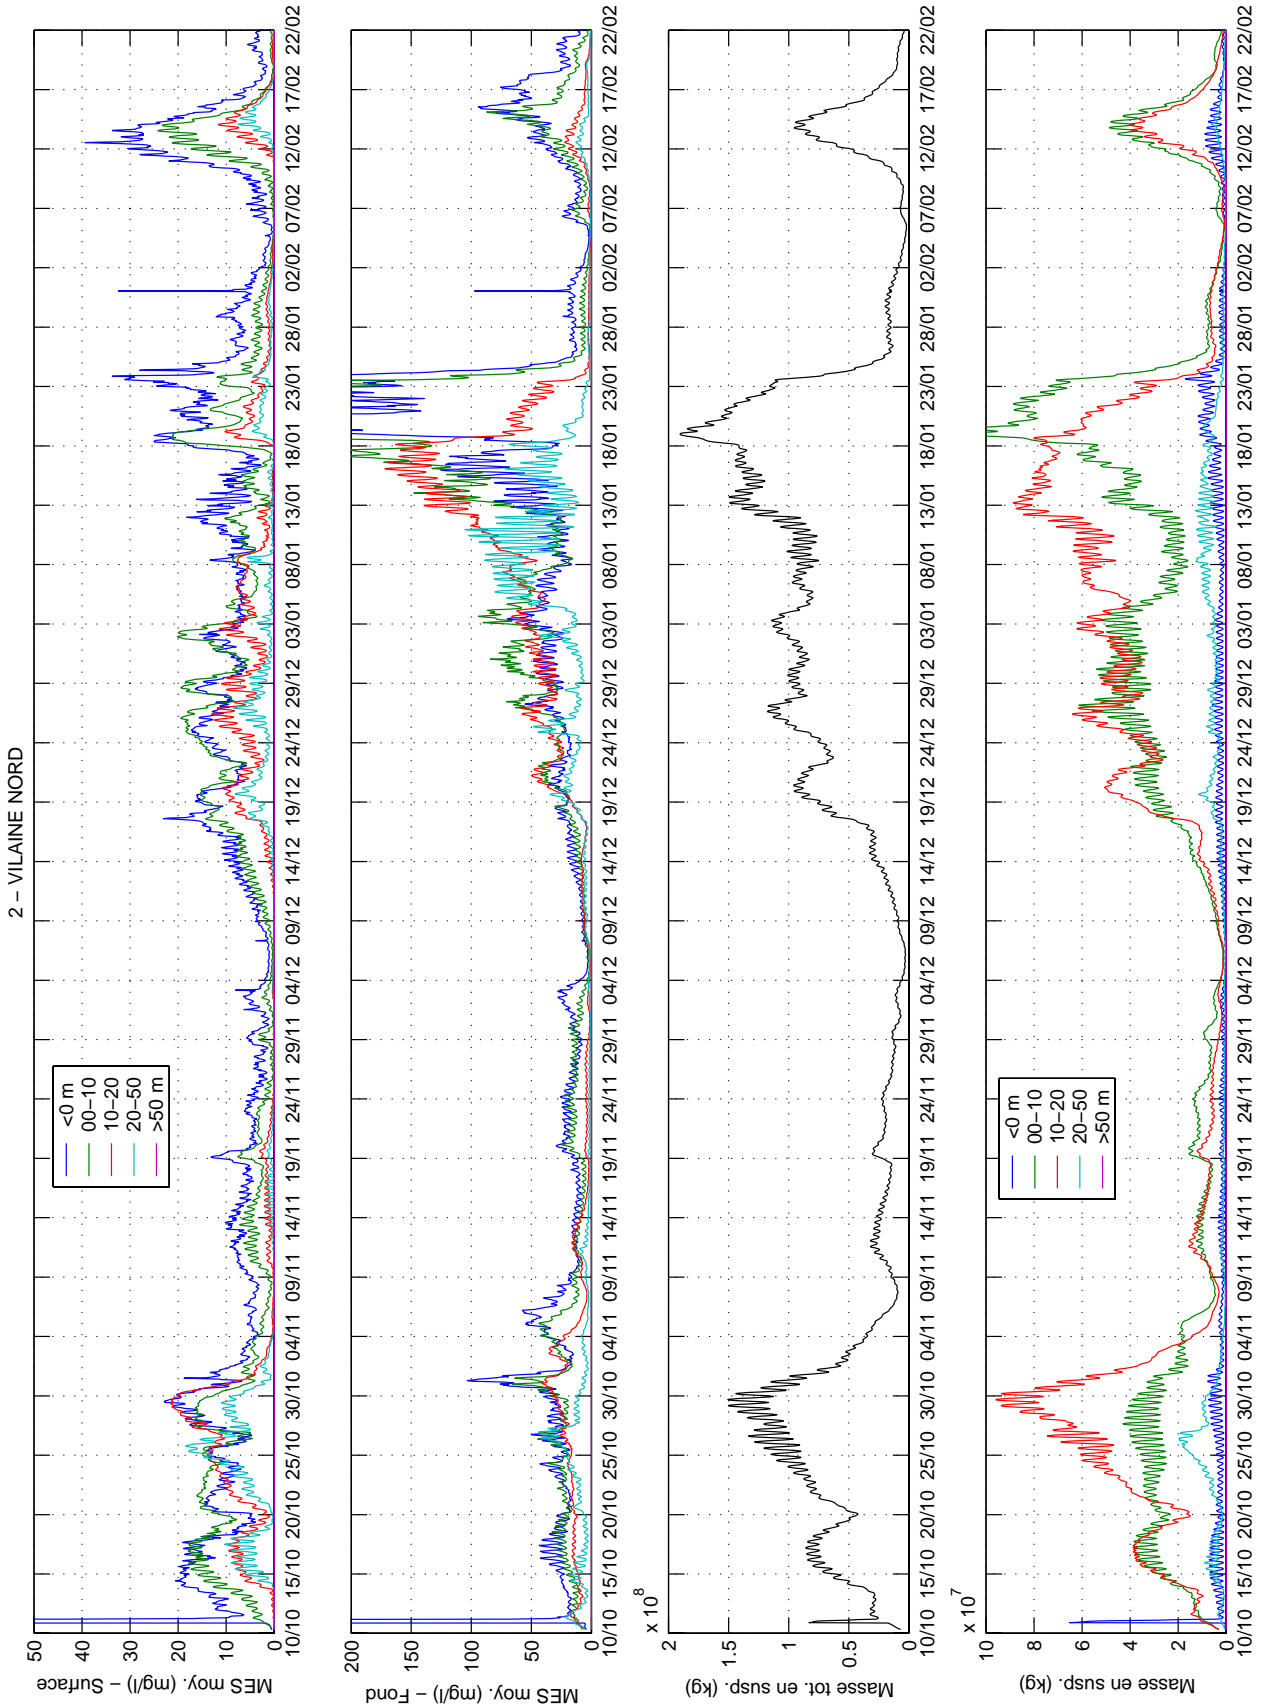 2 − VILAINE NORD
MES moy. (mg/l) − Surface
50
40
30
20
10
0
<0 m
00−10
10−20
20−50
>50 m
10/10 15/10 20/10 25/10 30/10 04/11 09/11 14/11 19/11 24/11 29/11 04/12 09/12 14/12 19/12 24/12 29/12 03/01 08/01 13/01 18/01 23/01 28/01 02/02 07/02 12/02 17/02 22/02
MES moy. (mg/l) − Fond
200
150
100
50
0
10/10 15/10 20/10 25/10 30/10 04/11 09/11 14/11 19/11 24/11 29/11 04/12 09/12 14/12 19/12 24/12 29/12 03/01 08/01 13/01 18/01 23/01 28/01 02/02 07/02 12/02 17/02 22/02
x 10^8
Masse tot. en susp. (kg)
2
1.5
1
0.5
0
10/10 15/10 20/10 25/10 30/10 04/11 09/11 14/11 19/11 24/11 29/11 04/12 09/12 14/12 19/12 24/12 29/12 03/01 08/01 13/01 18/01 23/01 28/01 02/02 07/02 12/02 17/02 22/02
x 10^7
Masse en susp. (kg)
10
8
6
4
2
0
<0 m
00−10
10−20
20−50
>50 m
10/10 15/10 20/10 25/10 30/10 04/11 09/11 14/11 19/11 24/11 29/11 04/12 09/12 14/12 19/12 24/12 29/12 03/01 08/01 13/01 18/01 23/01 28/01 02/02 07/02 12/02 17/02 22/02